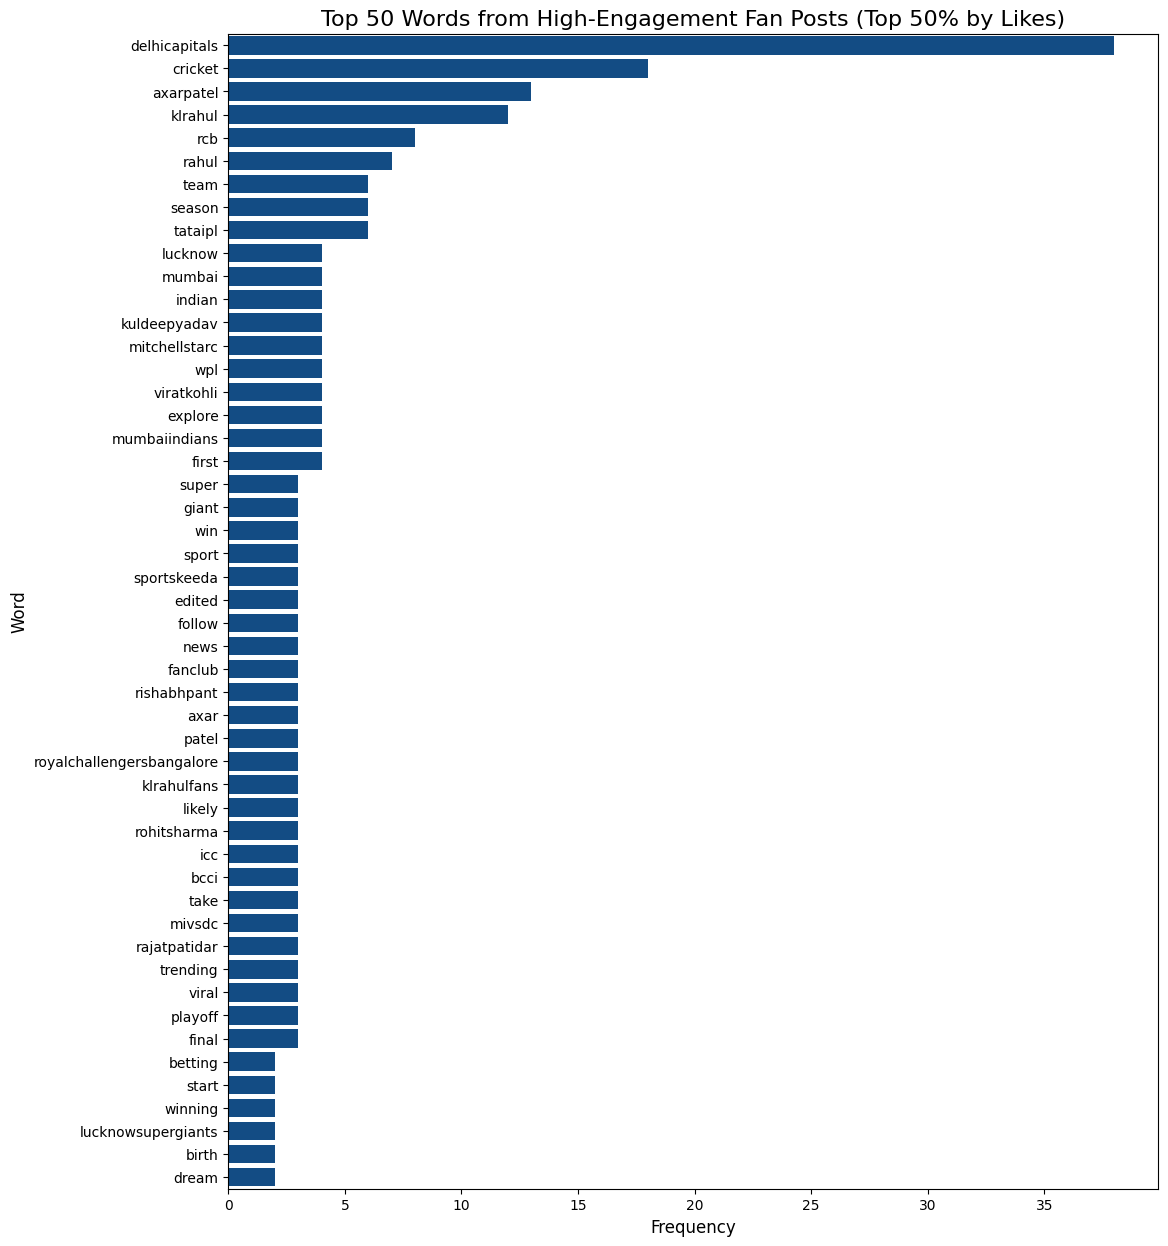 Top 50 Words from High-Engagement Fan Posts (Top 50% by Likes)
delhicapitals
cricket
axarpatel
klrahul
rcb
rahul
team
season
tataipl
lucknow
mumbai
indian
kuldeepyadav
mitchellstarc
wpl
viratkohli
explore
mumbaiindians
first
super
giant
win
sport
sportskeeda
edited
follow
news
fanclub
rishabhpant
axar
patel
royalchallengersbangalore
klrahulfans
likely
rohitsharma
icc
bcci
take
mivsdc
rajatpatidar
trending
viral
playoff
final
betting
start
winning
lucknowsupergiants
birth
dream
Word
0 5 10 15 20 25 30 35
Frequency